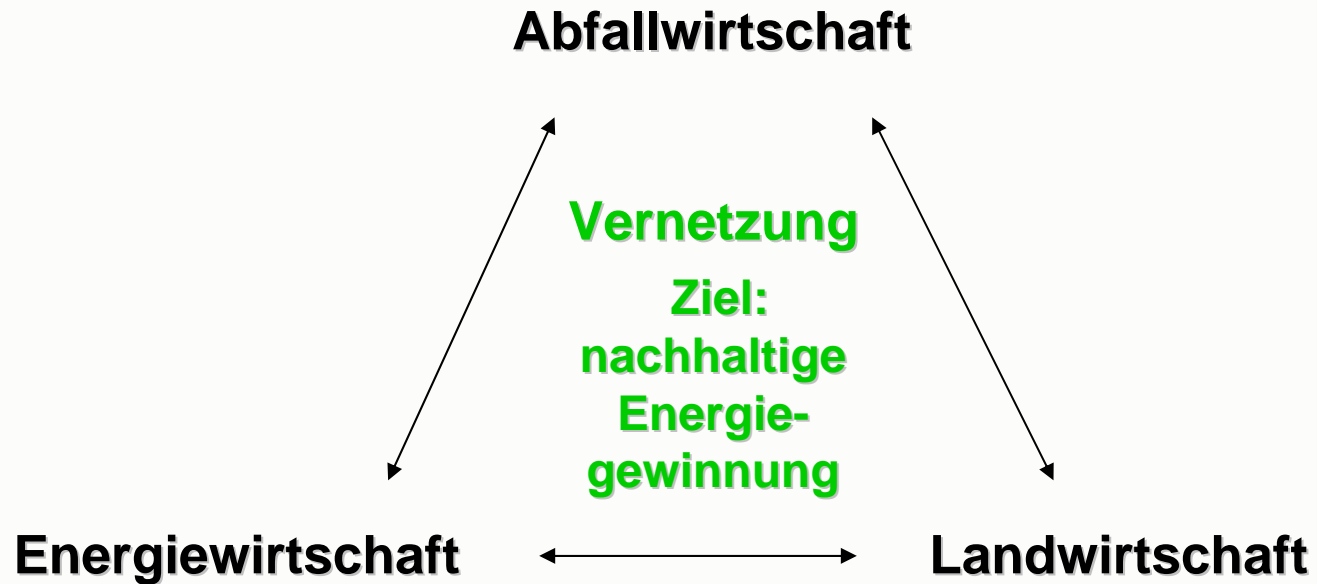 Abfallwirtschaft
Vernetzung
Ziel:
nachhaltige
Energie-
gewinnung
Energiewirtschaft
Landwirtschaft